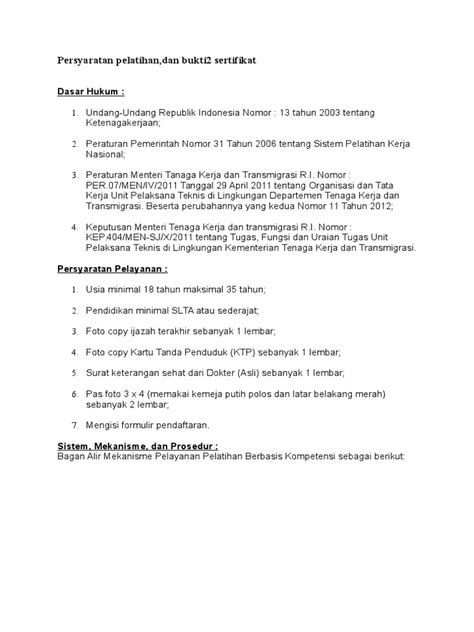 Persyaratan pelatihan,dan bukti2 sertifikat
Dasar Hukum :
1. Undang-Undang Republik Indonesia Nomor : 13 tahun 2003 tentang
Ketenagakerjaan;
2. Peraturan Pemerintah Nomor 31 Tahun 2006 tentang Sistem Pelatihan Kerja
Nasional;
3. Peraturan Menteri Tanaga Kerja dan Transmigrasi R.I. Nomor :
PER.07/MEN/IV/2011 Tanggal 29 April 2011 tentang Organisasi dan Tata
Kerja Unit Pelaksana Teknis di Lingkungan Departemen Tenaga Kerja dan
Transmigrasi. Beserta perubahannya yang kedua Nomor 11 Tahun 2012;
4. Keputusan Menteri Tenaga Kerja dan transmigrasi R.I. Nomor :
KEP.404/MEN-SJ/X/2011 tentang Tugas, Fungsi dan Uraian Tugas Unit
Pelaksana Teknis di Lingkungan Kementerian Tenaga Kerja dan Transmigrasi.
Persyaratan Pelayanan :
1. Usia minimal 18 tahun maksimal 35 tahun;
2. Pendidikan minimal SLTA atau sederajat;
3. Foto copy ijazah terakhir sebanyak 1 lembar;
4. Foto copy Kartu Tanda Penduduk (KTP) sebanyak 1 lembar;
5. Surat keterangan sehat dari Dokter (Asli) sebanyak 1 lembar;
6. Pas foto 3 x 4 (memakai kemeja putih polos dan latar belakang merah)
sebanyak 2 lembar;
7. Mengisi formulir pendaftaran.
Sistem, Mekanisme, dan Prosedur :
Bagan Alir Mekanisme Pelayanan Pelatihan Berbasis Kompetensi sebagai berikut: